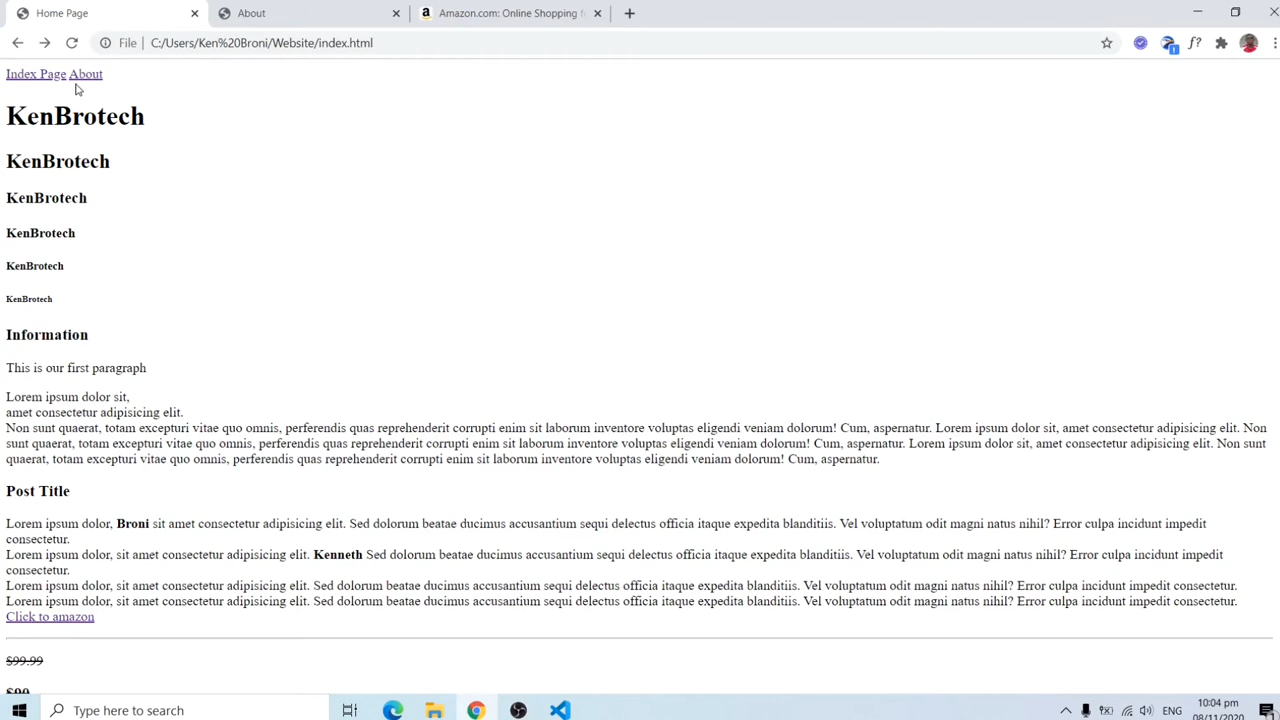 Home Page
About
Amazon.com: Online Shopping f
File
C:/Users/Ken%20Broni/Website/index.html
Index Page About
KenBrotech
KenBrotech
KenBrotech
KenBrotech
KenBrotech
KenBrotech
Information
This is our first paragraph
Lorem ipsum dolor sit,
amet consectetur adipisicing elit.
Non sunt quaerat, totam excepturi vitae quo omnis, perferendis quas reprehenderit corrupti enim sit laborum inventore voluptas eligendi veniam dolorum! Cum, aspernatur. Lorem ipsum dolor sit, amet consectetur adipisicing elit. Non
sunt quaerat, totam excepturi vitae quo omnis, perferendis quas reprehenderit corrupti enim sit laborum inventore voluptas eligendi veniam dolorum! Cum, aspernatur. Lorem ipsum dolor sit, amet consectetur adipisicing elit. Non sunt
quaerat, totam excepturi vitae quo omnis, perferendis quas reprehenderit corrupti enim sit laborum inventore voluptas eligendi veniam dolorum! Cum, aspernatur.
Post Title
Lorem ipsum dolor, Broni sit amet consectetur adipisicing elit. Sed dolorum beatae ducimus accusantium sequi delectus officia itaque expedita blanditiis. Vel voluptatum odit magni natus nihil? Error culpa incidunt impedit
consectetur.
Lorem ipsum dolor, sit amet consectetur adipisicing elit. Kenneth Sed dolorum beatae ducimus accusantium sequi delectus officia itaque expedita blanditiis. Vel voluptatum odit magni natus nihil? Error culpa incidunt impedit
consectetur.
Lorem ipsum dolor, sit amet consectetur adipisicing elit. Sed dolorum beatae ducimus accusantium sequi delectus officia itaque expedita blanditiis. Vel voluptatum odit magni natus nihil? Error culpa incidunt impedit consectetur.
Lorem ipsum dolor, sit amet consectetur adipisicing elit. Sed dolorum beatae ducimus accusantium sequi delectus officia itaque expedita blanditiis. Vel voluptatum odit magni natus nihil? Error culpa incidunt impedit consectetur.
Click to amazon
$99.99
$90
Type here to search
ENG
10:04 pm
08/11/2020